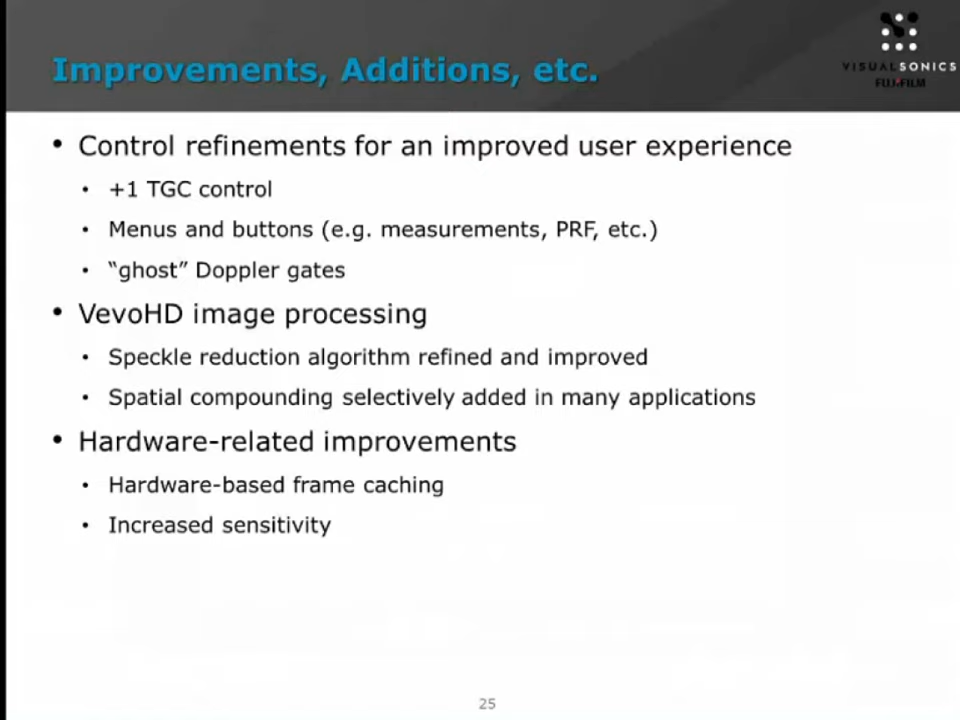 Improvements, Additions, etc.
VISUALSONICS
FUJIFILM
• Control refinements for an improved user experience
• +1 TGC control
• Menus and buttons (e.g. measurements, PRF, etc.)
• “ghost” Doppler gates
• VevoHD image processing
• Speckle reduction algorithm refined and improved
• Spatial compounding selectively added in many applications
• Hardware-related improvements
• Hardware-based frame caching
• Increased sensitivity
25